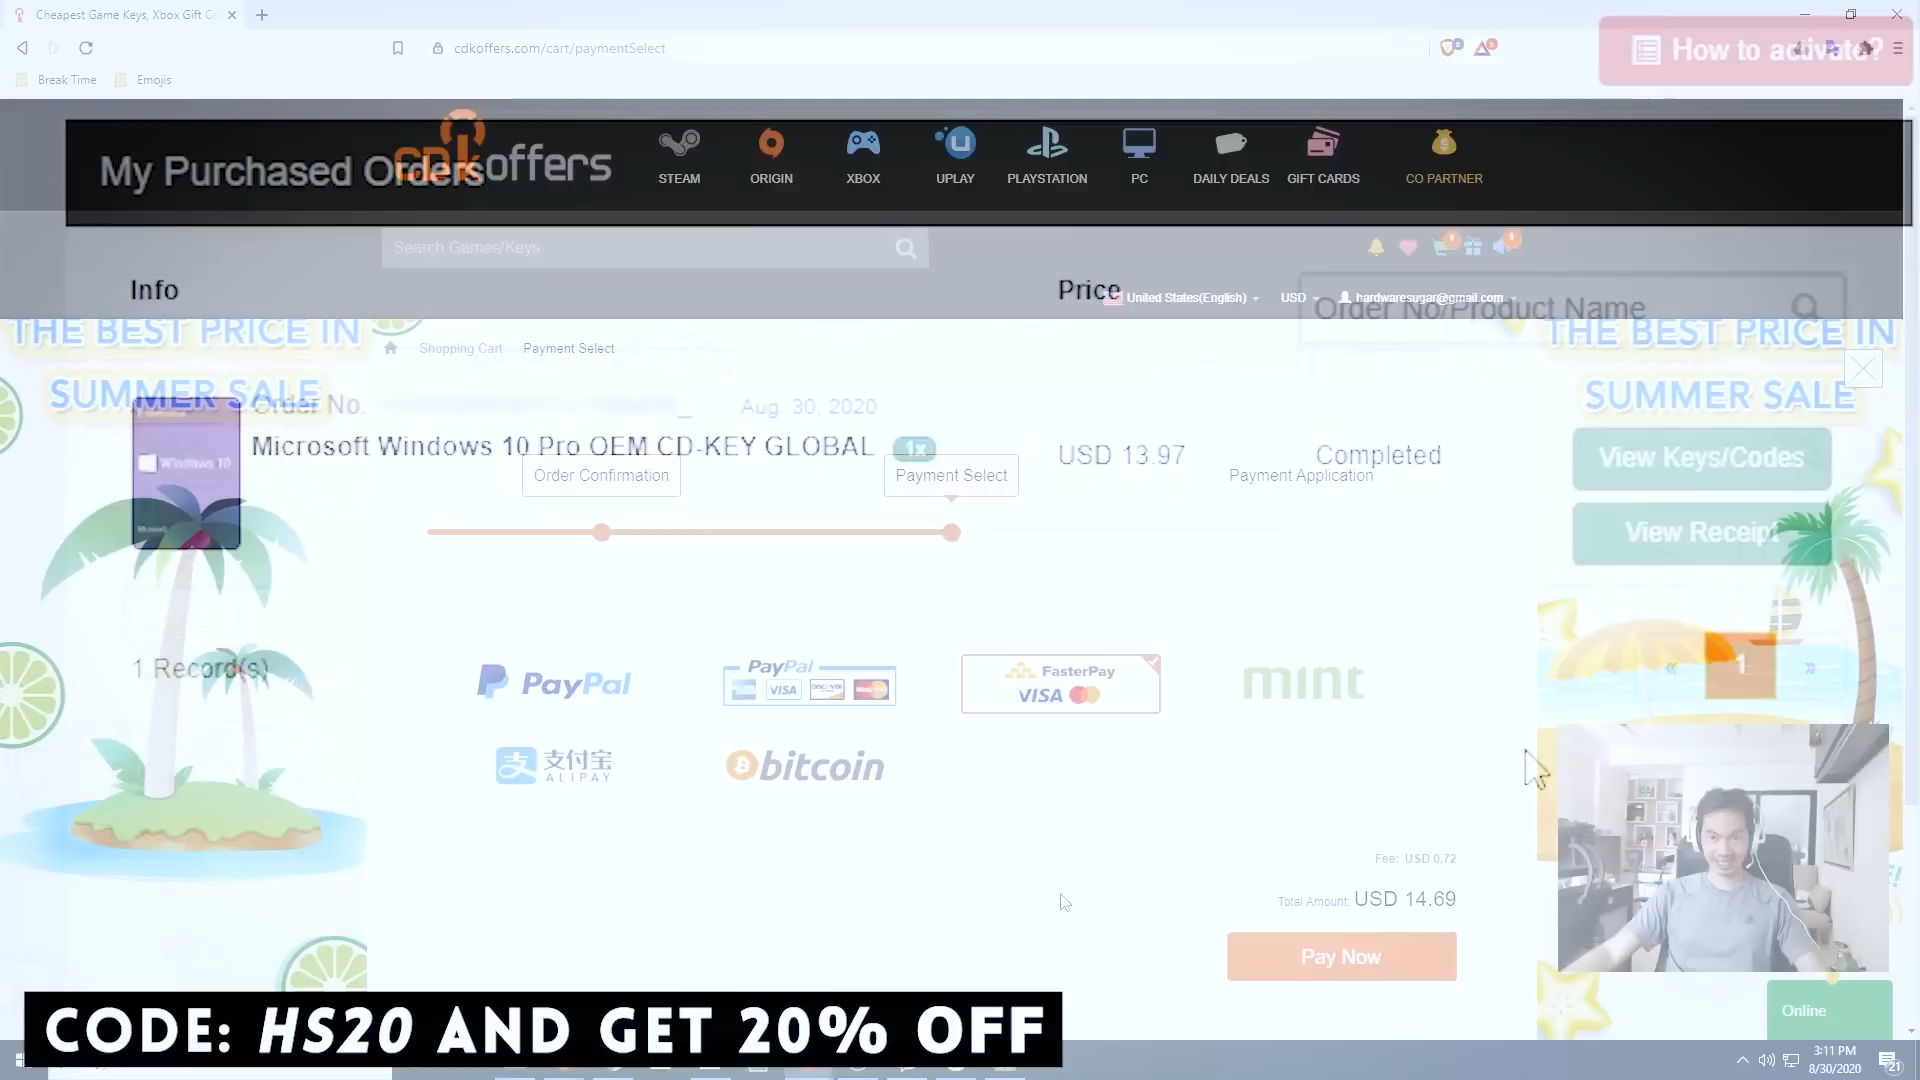 Cheapest Game Keys, Xbox Gift C
cdkoffers.com/cart/paymentSelect
How to activate?
Break Time
Emojis
My Purchased Orders
cdkoffers
STEAM
ORIGIN
XBOX
UPLAY
PLAYSTATION
PC
DAILY DEALS
GIFT CARDS
CO PARTNER
Search Games/Keys
Info
Price
United States(English)
USD
hardwaresugar@gmail.com
Order No/Product Name
THE BEST PRICE IN
SUMMER SALE
THE BEST PRICE IN
SUMMER SALE
Shopping Cart
Payment Select
Order No.
Aug. 30, 2020
Microsoft Windows 10 Pro OEM CD-KEY GLOBAL
1x
USD 13.97
Completed
View Keys/Codes
View Receipt
Windows 10
Order Confirmation
Payment Select
Payment Application
1 Record(s)
«
1
»
PayPal
PayPal
VISA
DISCOVER
FasterPay
VISA
mint
支付宝
ALIPAY
bitcoin
Fee: USD 0.72
Total Amount: USD 14.69
Pay Now
Online
CODE: HS20 AND GET 20% OFF
3:11 PM
8/30/2020
21